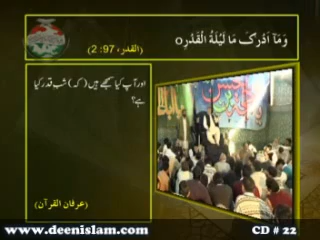 وَمَآ اَدْرٰکَ مَا لَيْلَةُ الْقَدْرِo
(القدر، 97: 2)
اور آپ کیا سمجھے ہیں (کہ) شبِ قدر کیا
ہے؟
(عرفان القرآن)
www.deenislam.com
CD # 22